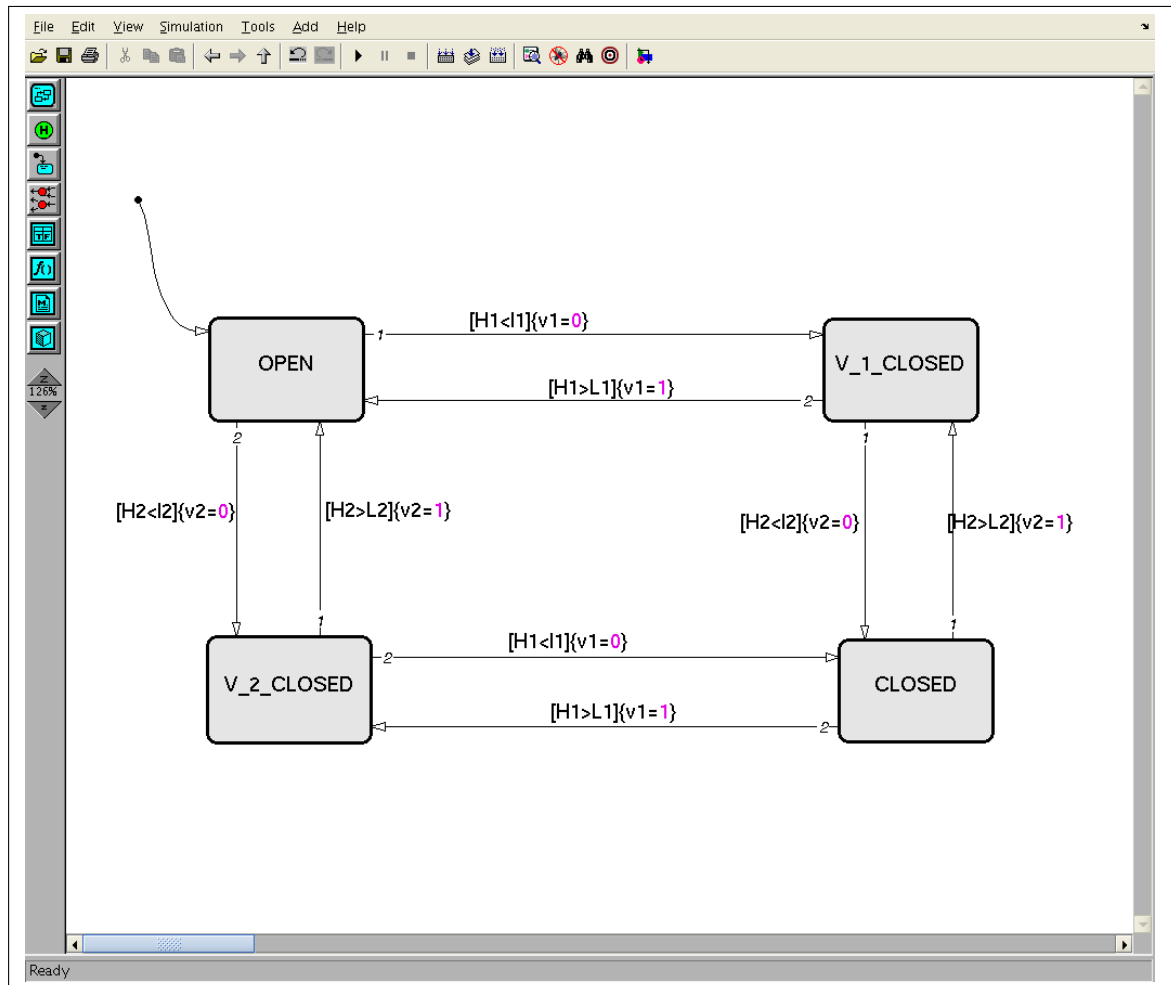 File Edit View Simulation Tools Add Help
H
TF
f()
M
Z
126%
z
[H1<l1]{v1=0}
1
OPEN
V_1_CLOSED
[H1>L1]{v1=1}
2
2
1
[H2<l2]{v2=0}
[H2>L2]{v2=1}
[H2<l2]{v2=0}
[H2>L2]{v2=1}
1
1
[H1<l1]{v1=0}
2
V_2_CLOSED
CLOSED
[H1>L1]{v1=1}
2
Ready